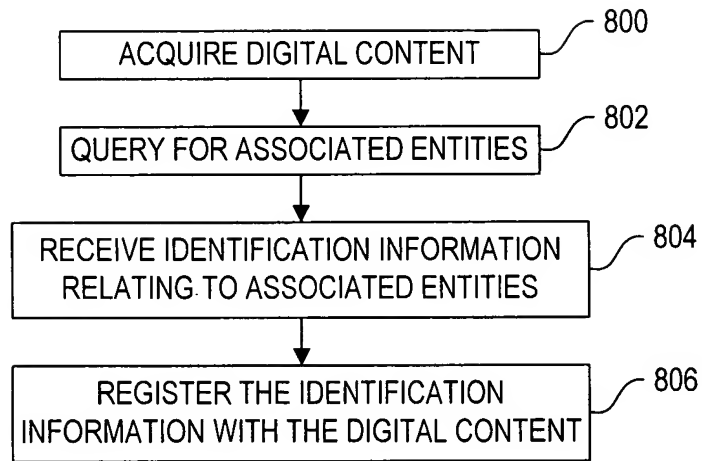 800
ACQUIRE DIGITAL CONTENT
802
QUERY FOR ASSOCIATED ENTITIES
804
RECEIVE IDENTIFICATION INFORMATION
RELATING TO ASSOCIATED ENTITIES
806
REGISTER THE IDENTIFICATION
INFORMATION WITH THE DIGITAL CONTENT